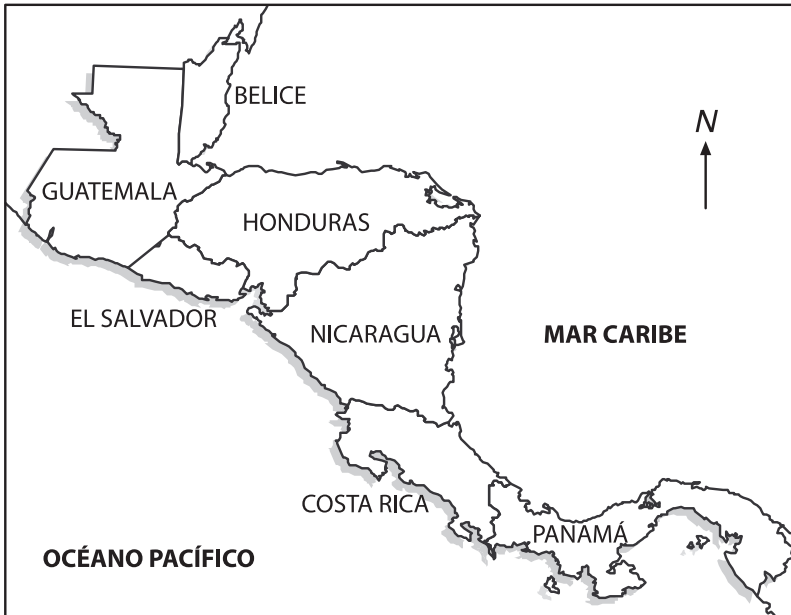 BELICE
N
GUATEMALA
HONDURAS
EL SALVADOR
NICARAGUA
MAR CARIBE
COSTA RICA
PANAMÁ
OCÉANO PACÍFICO